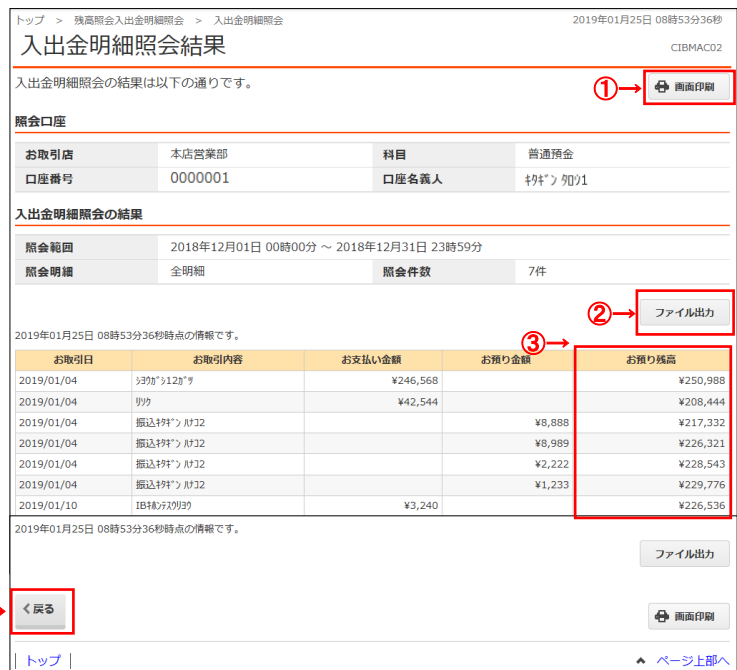 トップ > 残高照会入出金明細照会 > 入出金明細照会 2019年01月25日 08時53分36秒
入出金明細照会結果 CIBMAC02
入出金明細照会の結果は以下の通りです。
①→ 画面印刷
照会口座
お取引店 本店営業部 科目 普通預金
口座番号 0000001 口座名義人 ｷﾀｷﾞﾝ ﾀﾛｳ1
入出金明細照会の結果
照会範囲 2018年12月01日 00時00分 ～ 2018年12月31日 23時59分
照会明細 全明細 照会件数 7件
②→ ファイル出力
2019年01月25日 08時53分36秒時点の情報です。
③→
お取引日 お取引内容 お支払い金額 お預り金額 お預り残高
2019/01/04 ｼﾖｳｶﾞｼ12ｶﾞﾂ ¥246,568 ¥250,988
2019/01/04 ﾘﾘｸ ¥42,544 ¥208,444
2019/01/04 振込ｷﾀｷﾞﾝ ﾊﾅｺ2 ¥8,888 ¥217,332
2019/01/04 振込ｷﾀｷﾞﾝ ﾊﾅｺ2 ¥8,989 ¥226,321
2019/01/04 振込ｷﾀｷﾞﾝ ﾊﾅｺ2 ¥2,222 ¥228,543
2019/01/04 振込ｷﾀｷﾞﾝ ﾊﾅｺ2 ¥1,233 ¥229,776
2019/01/10 IBｷﾎﾝﾃｽｳﾘﾖｳ ¥3,240 ¥226,536
2019年01月25日 08時53分36秒時点の情報です。
ファイル出力
戻る 画面印刷
トップ ページ上部へ